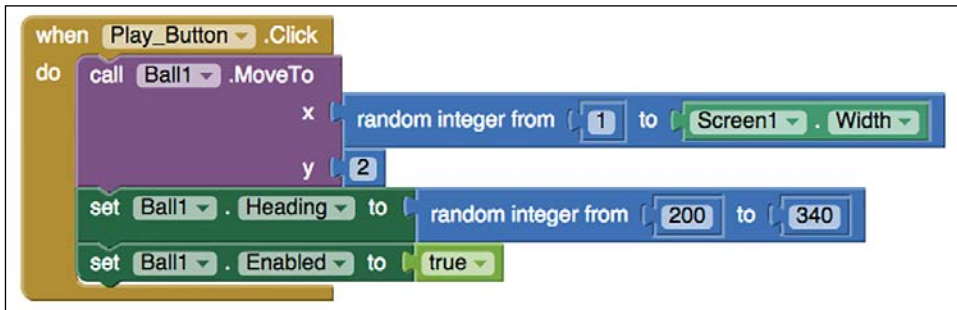 when Play_Button .Click
do call Ball1 .MoveTo
x random integer from 1 to Screen1 . Width
y 2
set Ball1 . Heading to random integer from 200 to 340
set Ball1 . Enabled to true